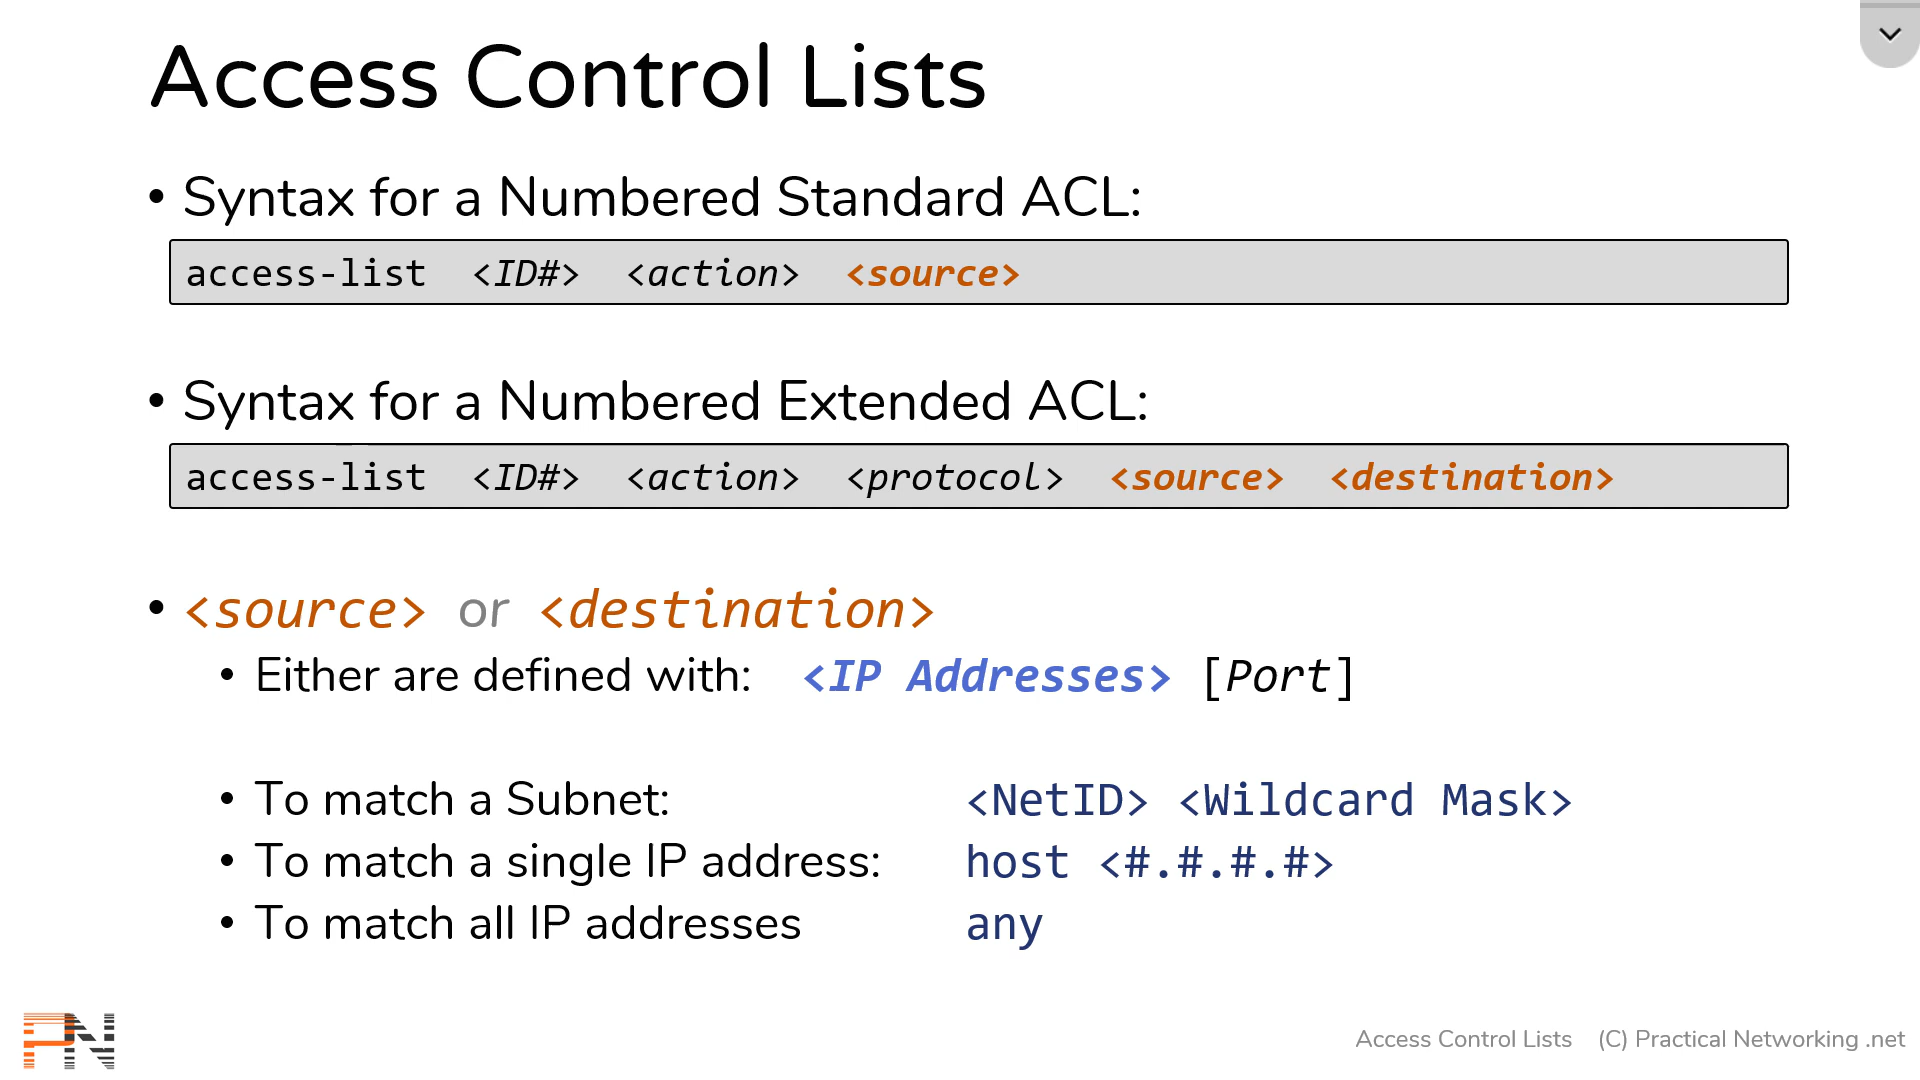 Access Control Lists
• Syntax for a Numbered Standard ACL:
access-list <ID#> <action> <source>
• Syntax for a Numbered Extended ACL:
access-list <ID#> <action> <protocol> <source> <destination>
• <source> or <destination>
• Either are defined with: <IP Addresses> [Port]
• To match a Subnet: <NetID> <Wildcard Mask>
• To match a single IP address: host <#.#.#.#>
• To match all IP addresses any
PN
Access Control Lists (C) Practical Networking .net